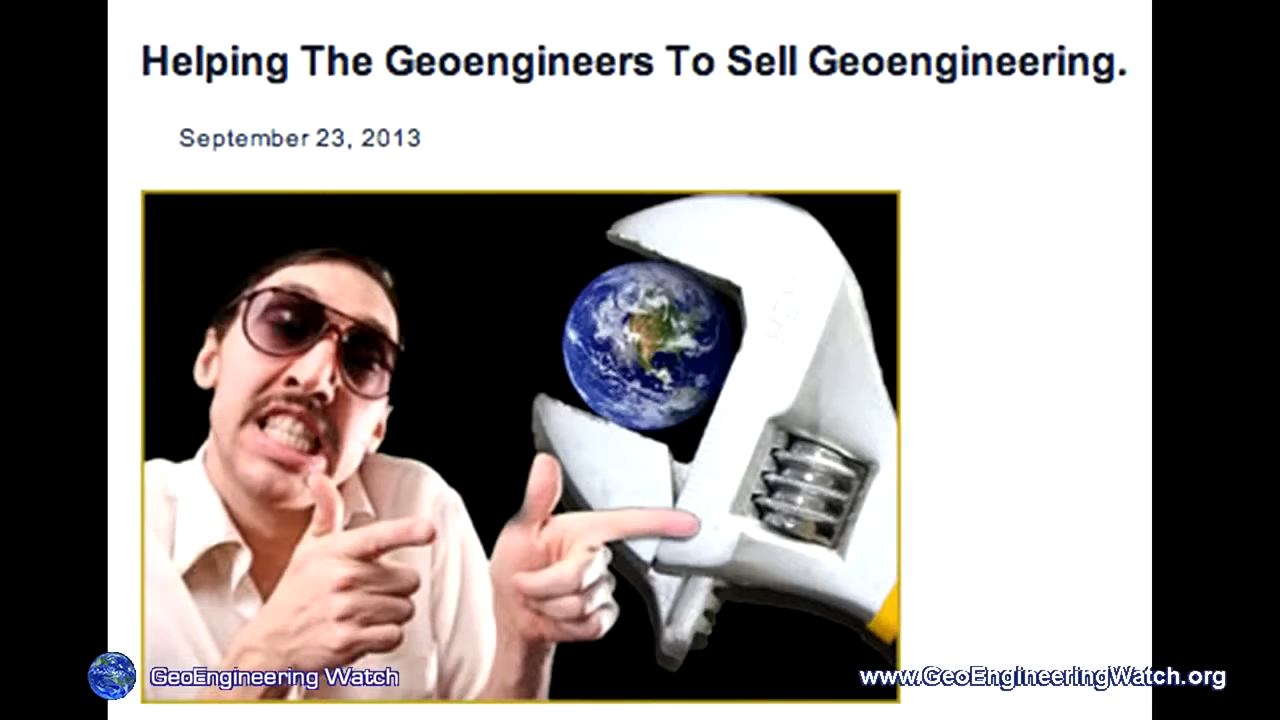 Helping The Geoengineers To Sell Geoengineering.
September 23, 2013
GeoEngineering Watch
www.GeoEngineeringWatch.org